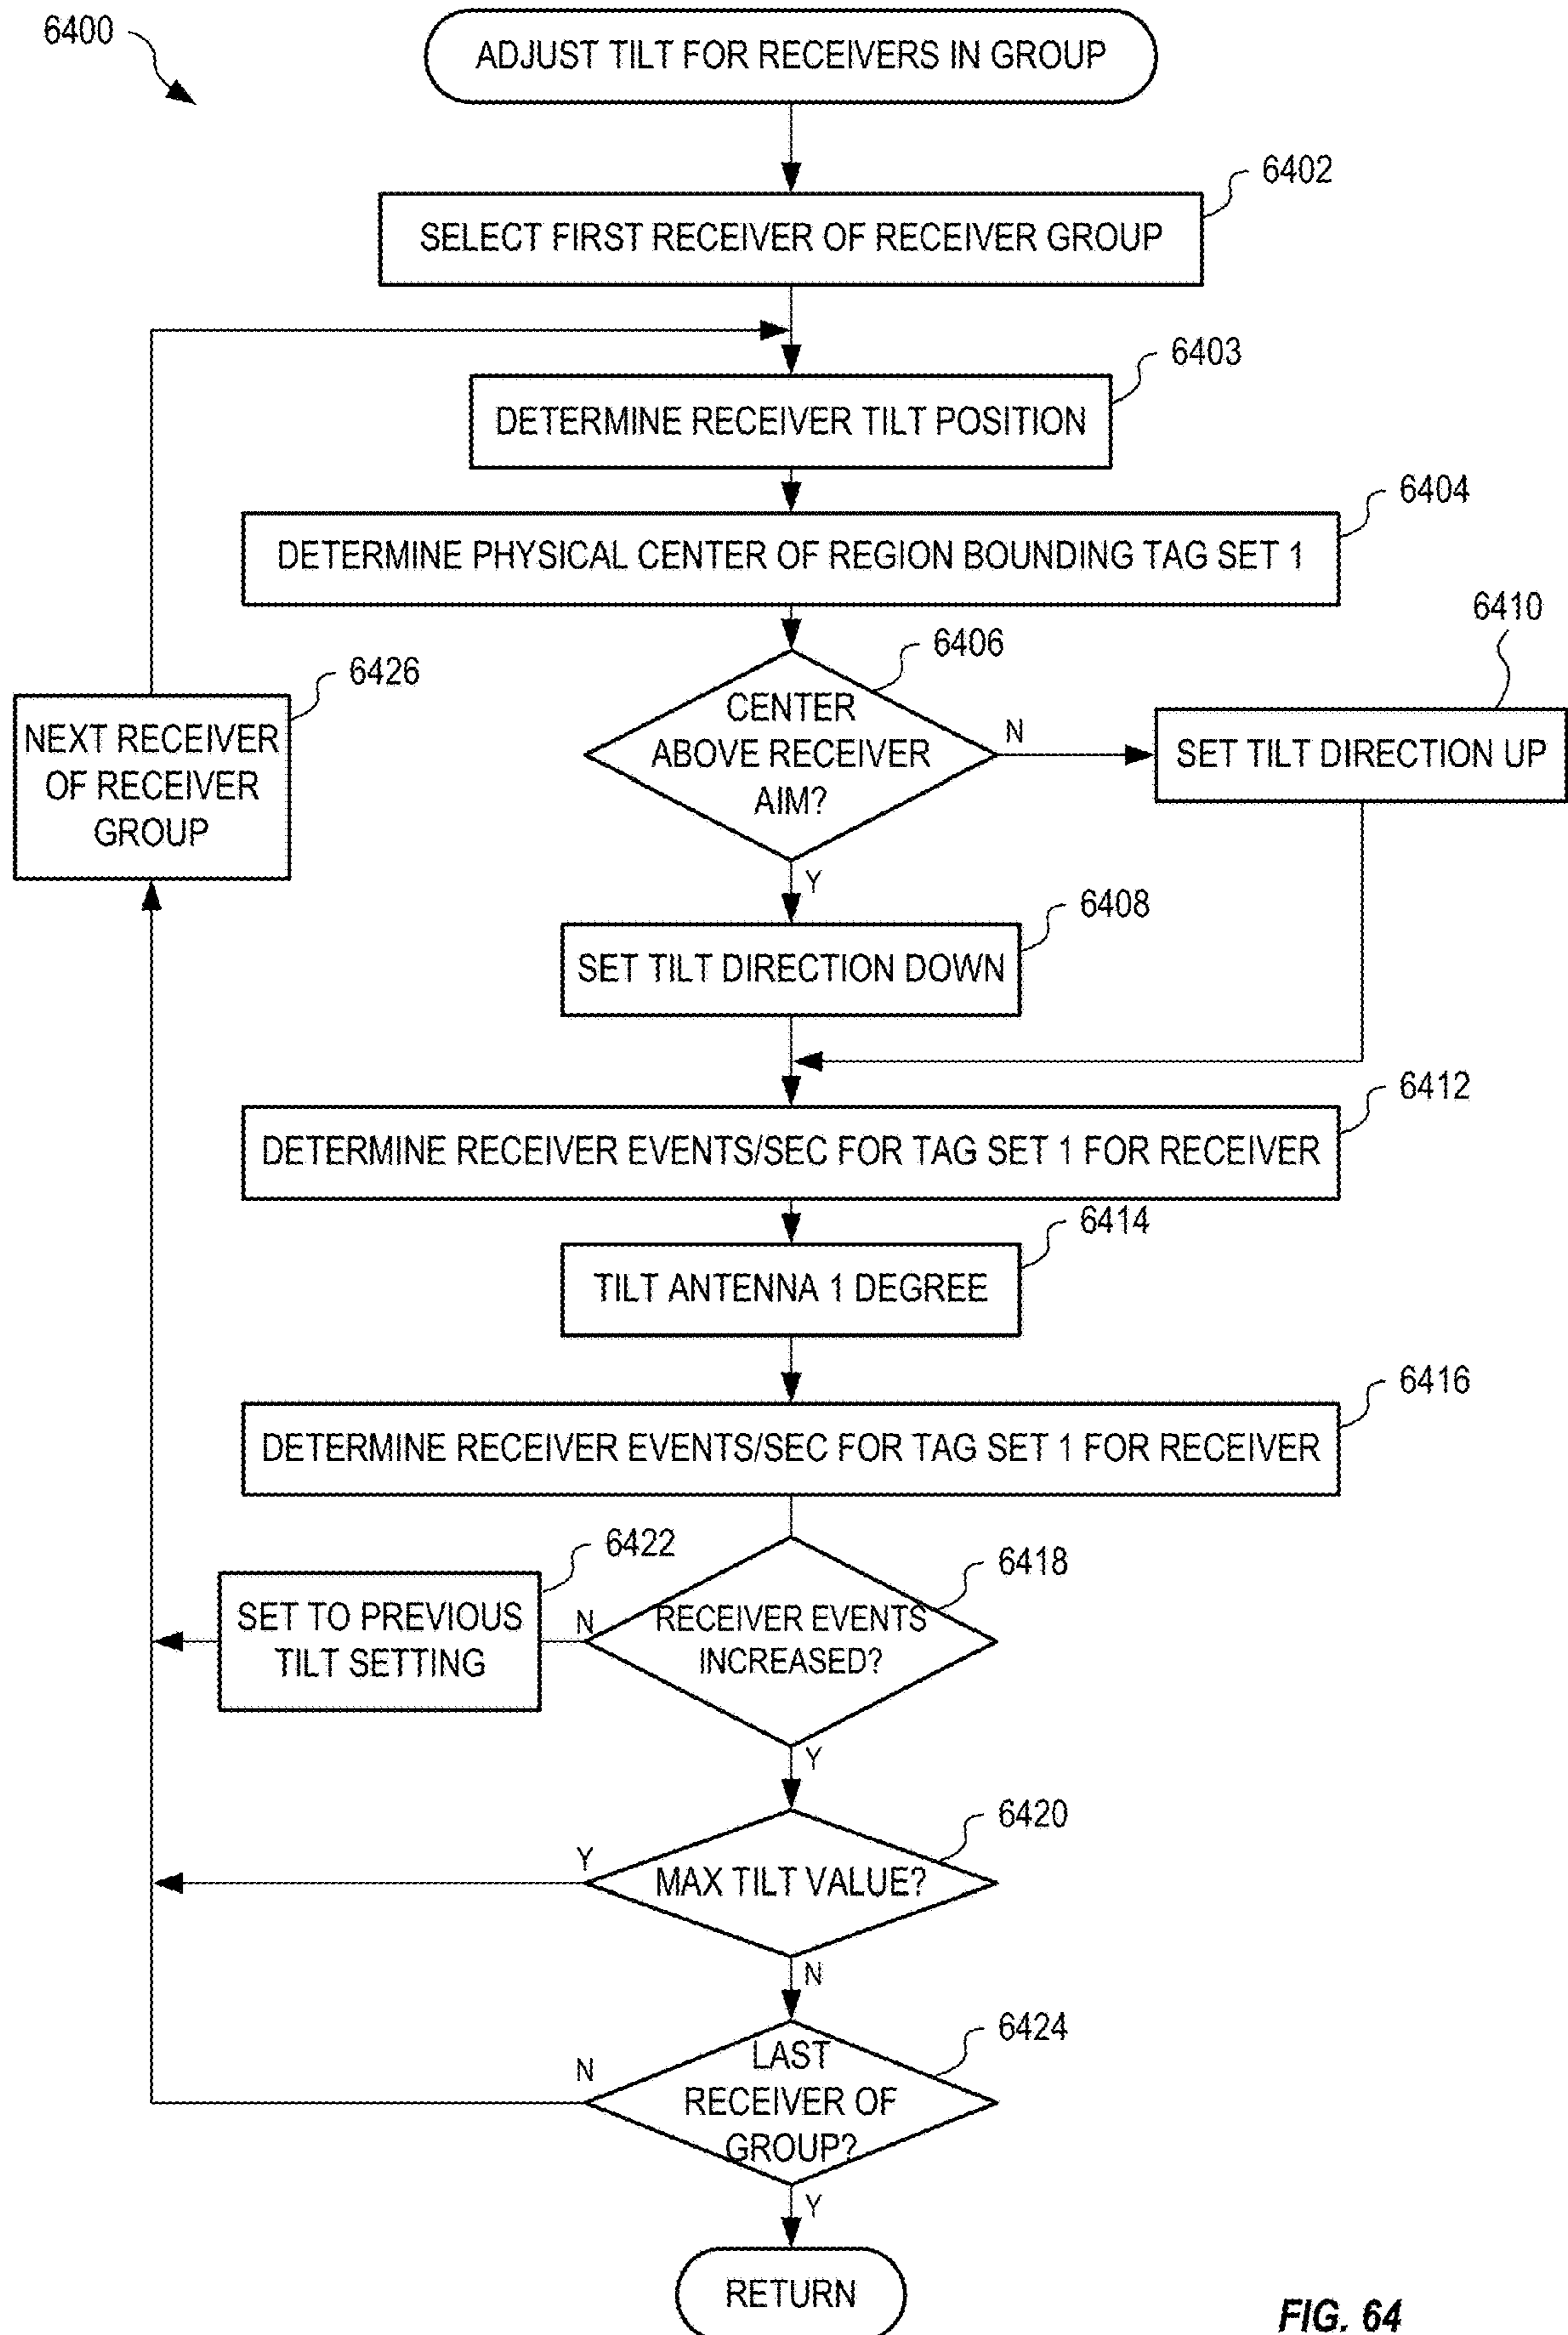 6400
ADJUST TILT FOR RECEIVERS IN GROUP
6402
SELECT FIRST RECEIVER OF RECEIVER GROUP
6403
DETERMINE RECEIVER TILT POSITION
6404
DETERMINE PHYSICAL CENTER OF REGION BOUNDING TAG SET 1
6406
CENTER
ABOVE RECEIVER
AIM?
N
Y
6410
SET TILT DIRECTION UP
6426
NEXT RECEIVER
OF RECEIVER
GROUP
6408
SET TILT DIRECTION DOWN
6412
DETERMINE RECEIVER EVENTS/SEC FOR TAG SET 1 FOR RECEIVER
6414
TILT ANTENNA 1 DEGREE
6416
DETERMINE RECEIVER EVENTS/SEC FOR TAG SET 1 FOR RECEIVER
6422
SET TO PREVIOUS
TILT SETTING
6418
N
RECEIVER EVENTS
INCREASED?
Y
6420
Y
MAX TILT VALUE?
N
6424
N
LAST
RECEIVER OF
GROUP?
Y
RETURN
FIG. 64